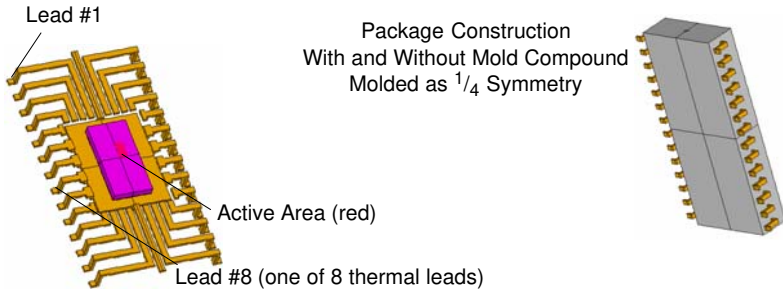 Lead #1
Package Construction
With and Without Mold Compound
Molded as 1/4 Symmetry
Active Area (red)
Lead #8 (one of 8 thermal leads)